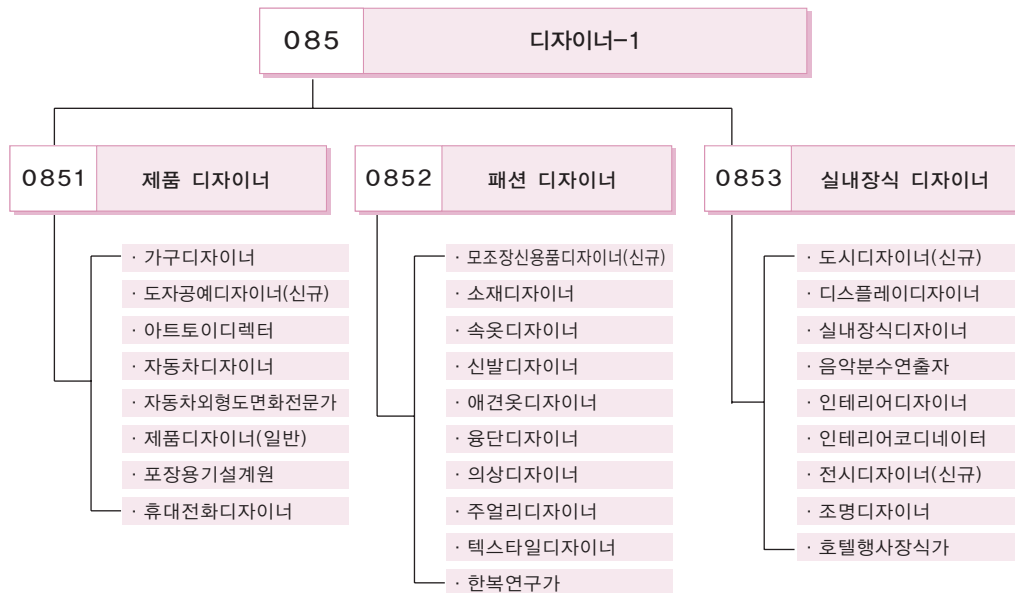 085 디자이너-1
0851 제품 디자이너
· 가구디자이너
· 도자공예디자이너(신규)
· 아트토이디렉터
· 자동차디자이너
· 자동차외형도면화전문가
· 제품디자이너(일반)
· 포장용기설계원
· 휴대전화디자이너
0852 패션 디자이너
· 모조장신용품디자이너(신규)
· 소재디자이너
· 속옷디자이너
· 신발디자이너
· 애견옷디자이너
· 융단디자이너
· 의상디자이너
· 주얼리디자이너
· 텍스타일디자이너
· 한복연구가
0853 실내장식 디자이너
· 도시디자이너(신규)
· 디스플레이디자이너
· 실내장식디자이너
· 음악분수연출자
· 인테리어디자이너
· 인테리어코디네이터
· 전시디자이너(신규)
· 조명디자이너
· 호텔행사장식가